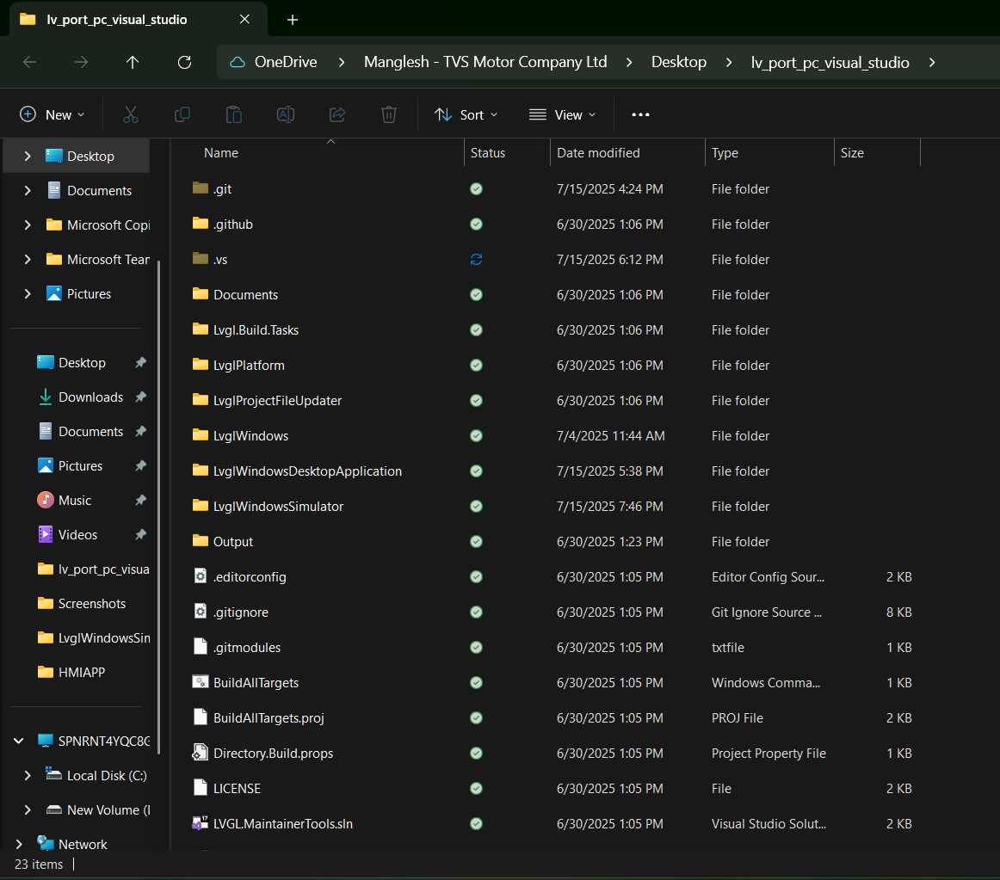 lv_port_pc_visual_studio
OneDrive > Manglesh - TVS Motor Company Ltd > Desktop > lv_port_pc_visual_studio >
New Sort View
Name Status Date modified Type Size
Desktop
Documents
Microsoft Copi
Microsoft Tear
Pictures
Desktop
Downloads
Documents
Pictures
Music
Videos
lv_port_pc_visua
Screenshots
LvglWindowsSin
HMIAPP
SPNRNT4YQC8G
Local Disk (C:)
New Volume (
Network
.git 7/15/2025 4:24 PM File folder
.github 6/30/2025 1:06 PM File folder
.vs 7/15/2025 6:12 PM File folder
Documents 6/30/2025 1:06 PM File folder
Lvgl.Build.Tasks 6/30/2025 1:06 PM File folder
LvglPlatform 6/30/2025 1:06 PM File folder
LvglProjectFileUpdater 6/30/2025 1:06 PM File folder
LvglWindows 7/4/2025 11:44 AM File folder
LvglWindowsDesktopApplication 7/15/2025 5:38 PM File folder
LvglWindowsSimulator 7/15/2025 7:46 PM File folder
Output 6/30/2025 1:23 PM File folder
.editorconfig 6/30/2025 1:05 PM Editor Config Sour... 2 KB
.gitignore 6/30/2025 1:05 PM Git Ignore Source ... 8 KB
.gitmodules 6/30/2025 1:05 PM txtfile 1 KB
BuildAllTargets 6/30/2025 1:05 PM Windows Comma... 1 KB
BuildAllTargets.proj 6/30/2025 1:05 PM PROJ File 2 KB
Directory.Build.props 6/30/2025 1:05 PM Project Property File 1 KB
LICENSE 6/30/2025 1:05 PM File 2 KB
LVGL.MaintainerTools.sln 6/30/2025 1:05 PM Visual Studio Solut... 2 KB
23 items